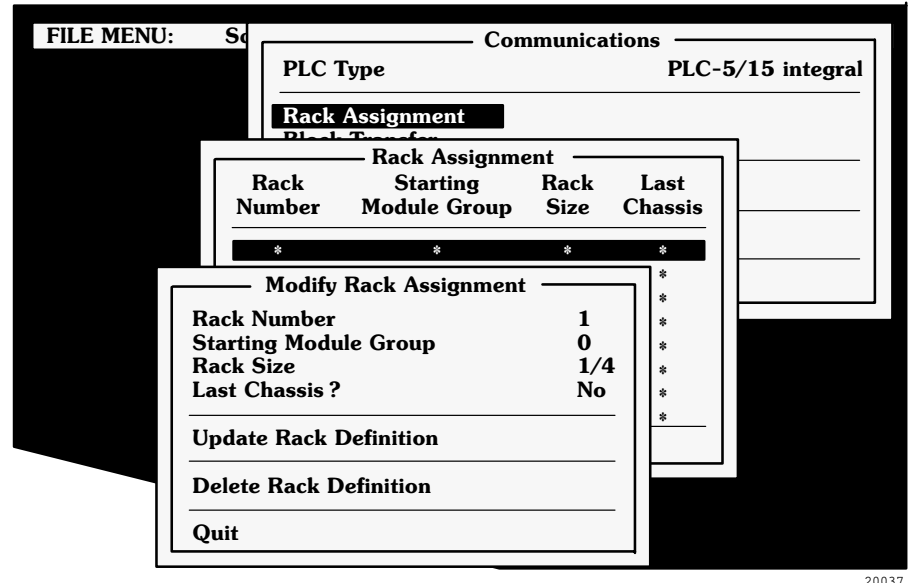 FILE MENU:
Communications
PLC Type PLC-5/15 integral
Rack Assignment
Block Transfer
Rack Assignment
Rack Starting Rack Last
Number Module Group Size Chassis
* * * *
*
*
*
*
*
*
*
Modify Rack Assignment
Rack Number 1
Starting Module Group 0
Rack Size 1/4
Last Chassis ? No
Update Rack Definition
Delete Rack Definition
Quit
20037